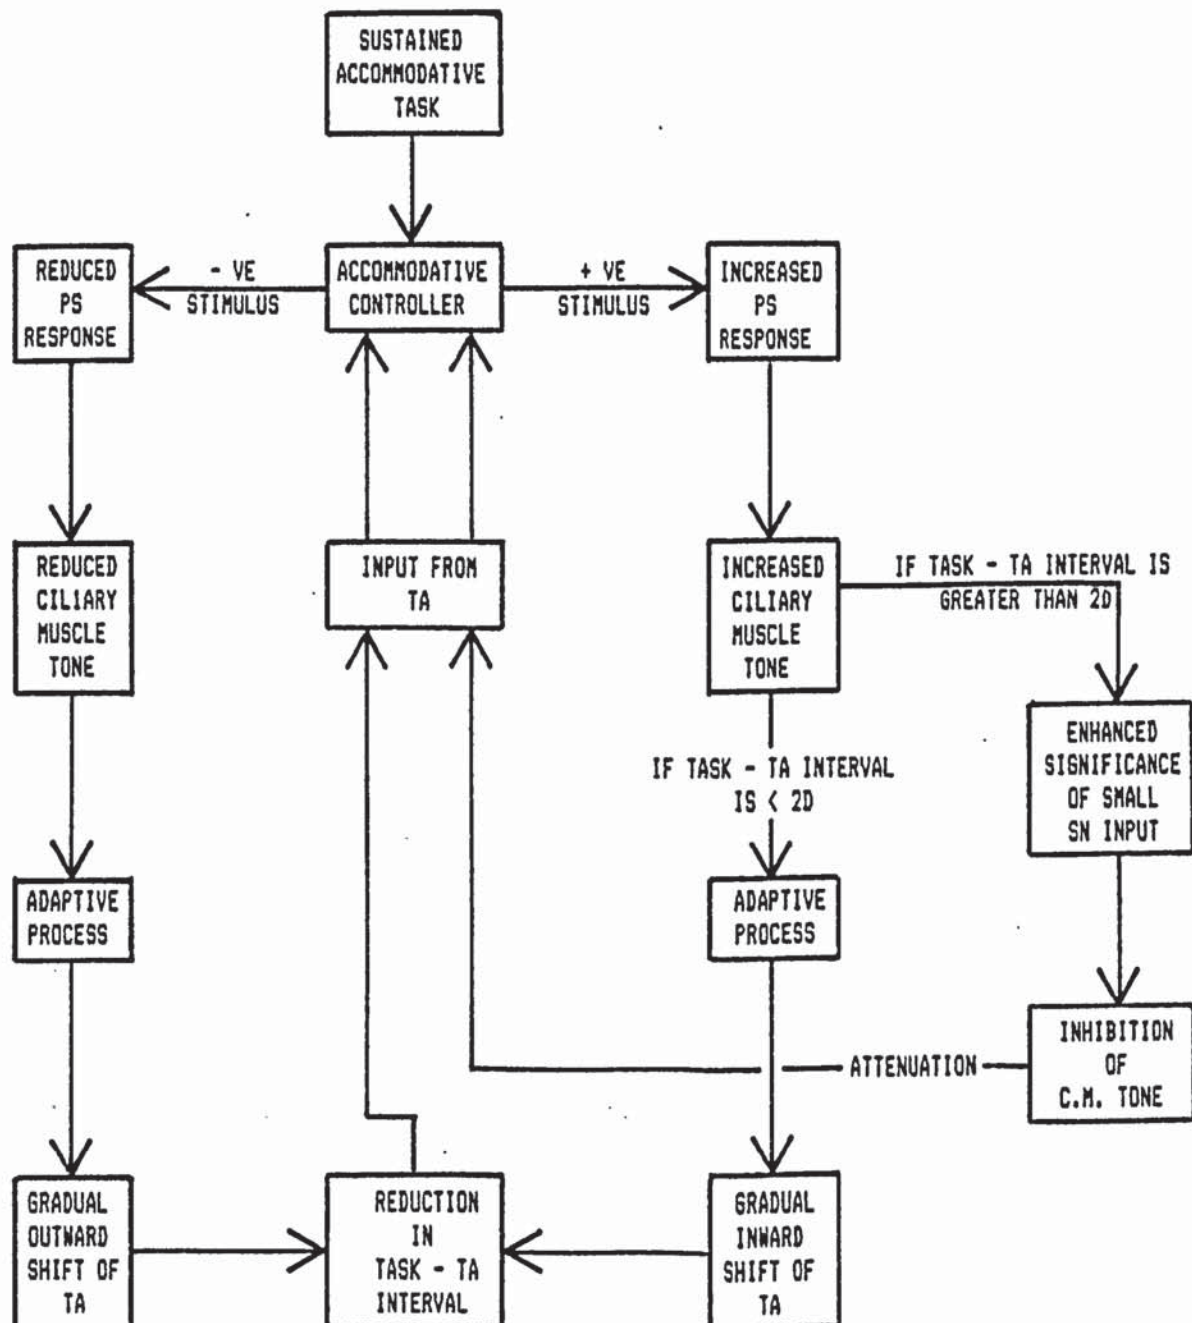 SUSTAINED
ACCOMMODATIVE
TASK
REDUCED
PS
RESPONSE
- VE
STIMULUS
ACCOMMODATIVE
CONTROLLER
+ VE
STIMULUS
INCREASED
PS
RESPONSE
REDUCED
CILIARY
MUSCLE
TONE
INPUT FROM
TA
INCREASED
CILIARY
MUSCLE
TONE
IF TASK - TA INTERVAL IS
GREATER THAN 2D
IF TASK - TA INTERVAL
IS < 2D
ENHANCED
SIGNIFICANCE
OF SMALL
SN INPUT
ADAPTIVE
PROCESS
ADAPTIVE
PROCESS
ATTENUATION
INHIBITION
OF
C.M. TONE
GRADUAL
OUTWARD
SHIFT OF
TA
REDUCTION
IN
TASK - TA
INTERVAL
GRADUAL
INWARD
SHIFT OF
TA